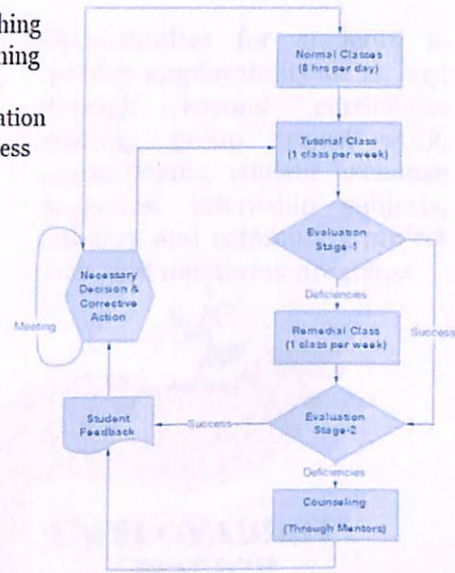 hing
ning
ation
ess
Normal Classes
(8 hrs per day)
Tutorial Class
(1 class per week)
Evaluation
Stage-1
Deficiencies
Necessary
Decision &
Corrective
Action
Meeting
Remedial Class
(1 class per week)
Success
Student
Feedback
Success
Evaluation
Stage-2
Deficiencies
Counseling
(Through Mentors)